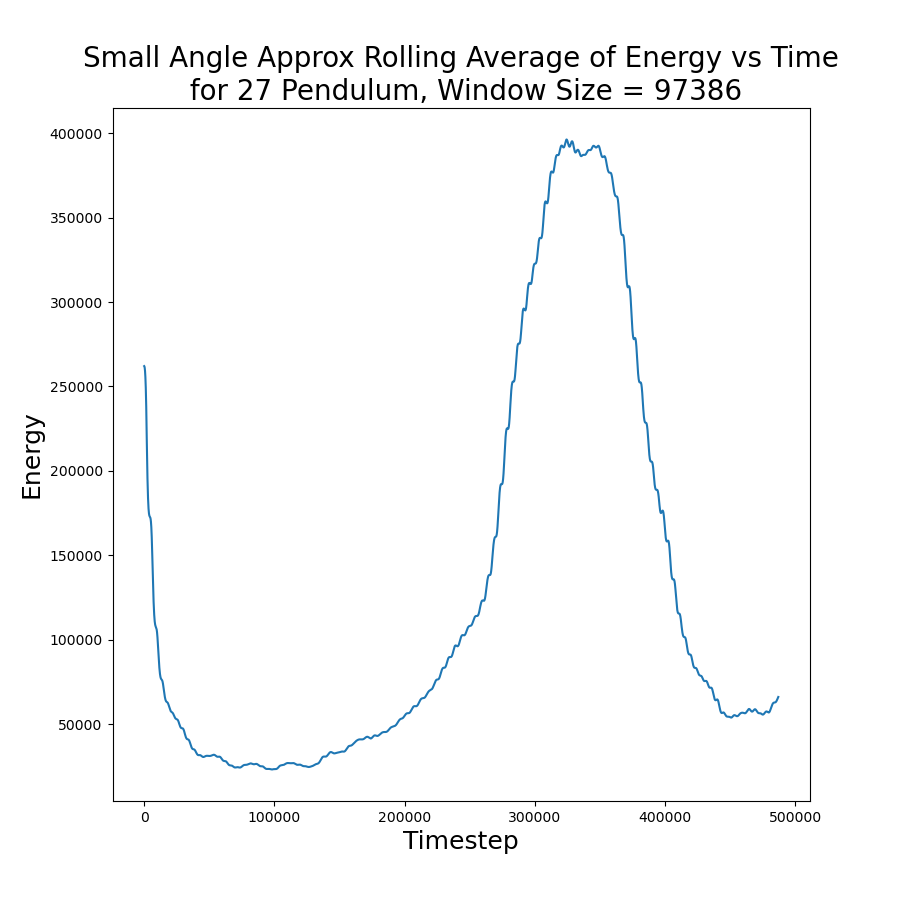 Small Angle Approx Rolling Average of Energy vs Time
for 27 Pendulum, Window Size = 97386
400000
350000
300000
250000
200000
150000
100000
50000
Energy
0 100000 200000 300000 400000 500000
Timestep